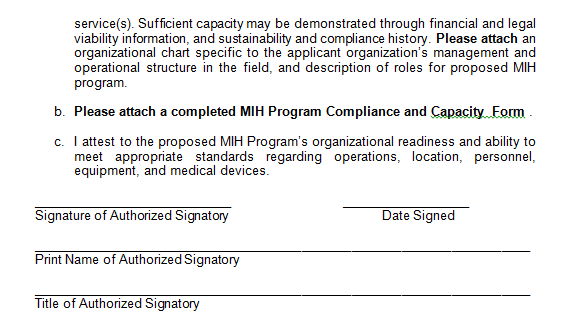 service(s). Sufficient capacity may be demonstrated through financial and legal
viability information, and sustainability and compliance history. Please attach an
organizational chart specific to the applicant organization's management and
operational structure in the field, and description of roles for proposed MIH
program.
b. Please attach a completed MIH Program Compliance and Capacity Form .
c. I attest to the proposed MIH Program's organizational readiness and ability to
meet appropriate standards regarding operations, location, personnel,
equipment, and medical devices.
Signature of Authorized Signatory Date Signed
Print Name of Authorized Signatory
Title of Authorized Signatory